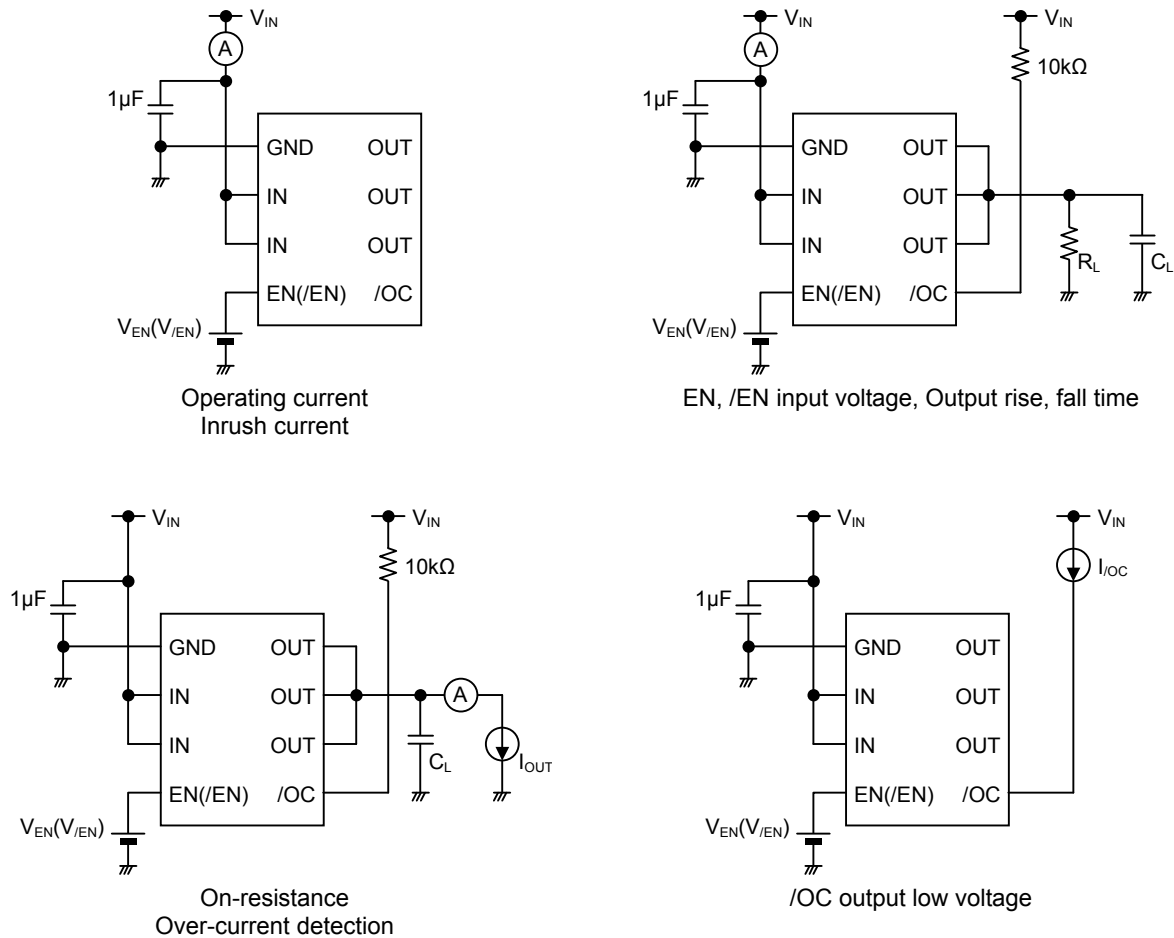 V_IN
A
1µF
GND OUT
IN OUT
IN OUT
EN(/EN) /OC
V_EN(V_/EN)
Operating current
Inrush current
V_IN V_IN
A
10kΩ
1µF
GND OUT
IN OUT
IN OUT
R_L C_L
EN(/EN) /OC
V_EN(V_/EN)
EN, /EN input voltage, Output rise, fall time
V_IN V_IN
10kΩ
1µF
GND OUT
IN OUT A
IN OUT
C_L I_OUT
EN(/EN) /OC
V_EN(V_/EN)
On-resistance
Over-current detection
V_IN V_IN
I_/OC
1µF
GND OUT
IN OUT
IN OUT
EN(/EN) /OC
V_EN(V_/EN)
/OC output low voltage